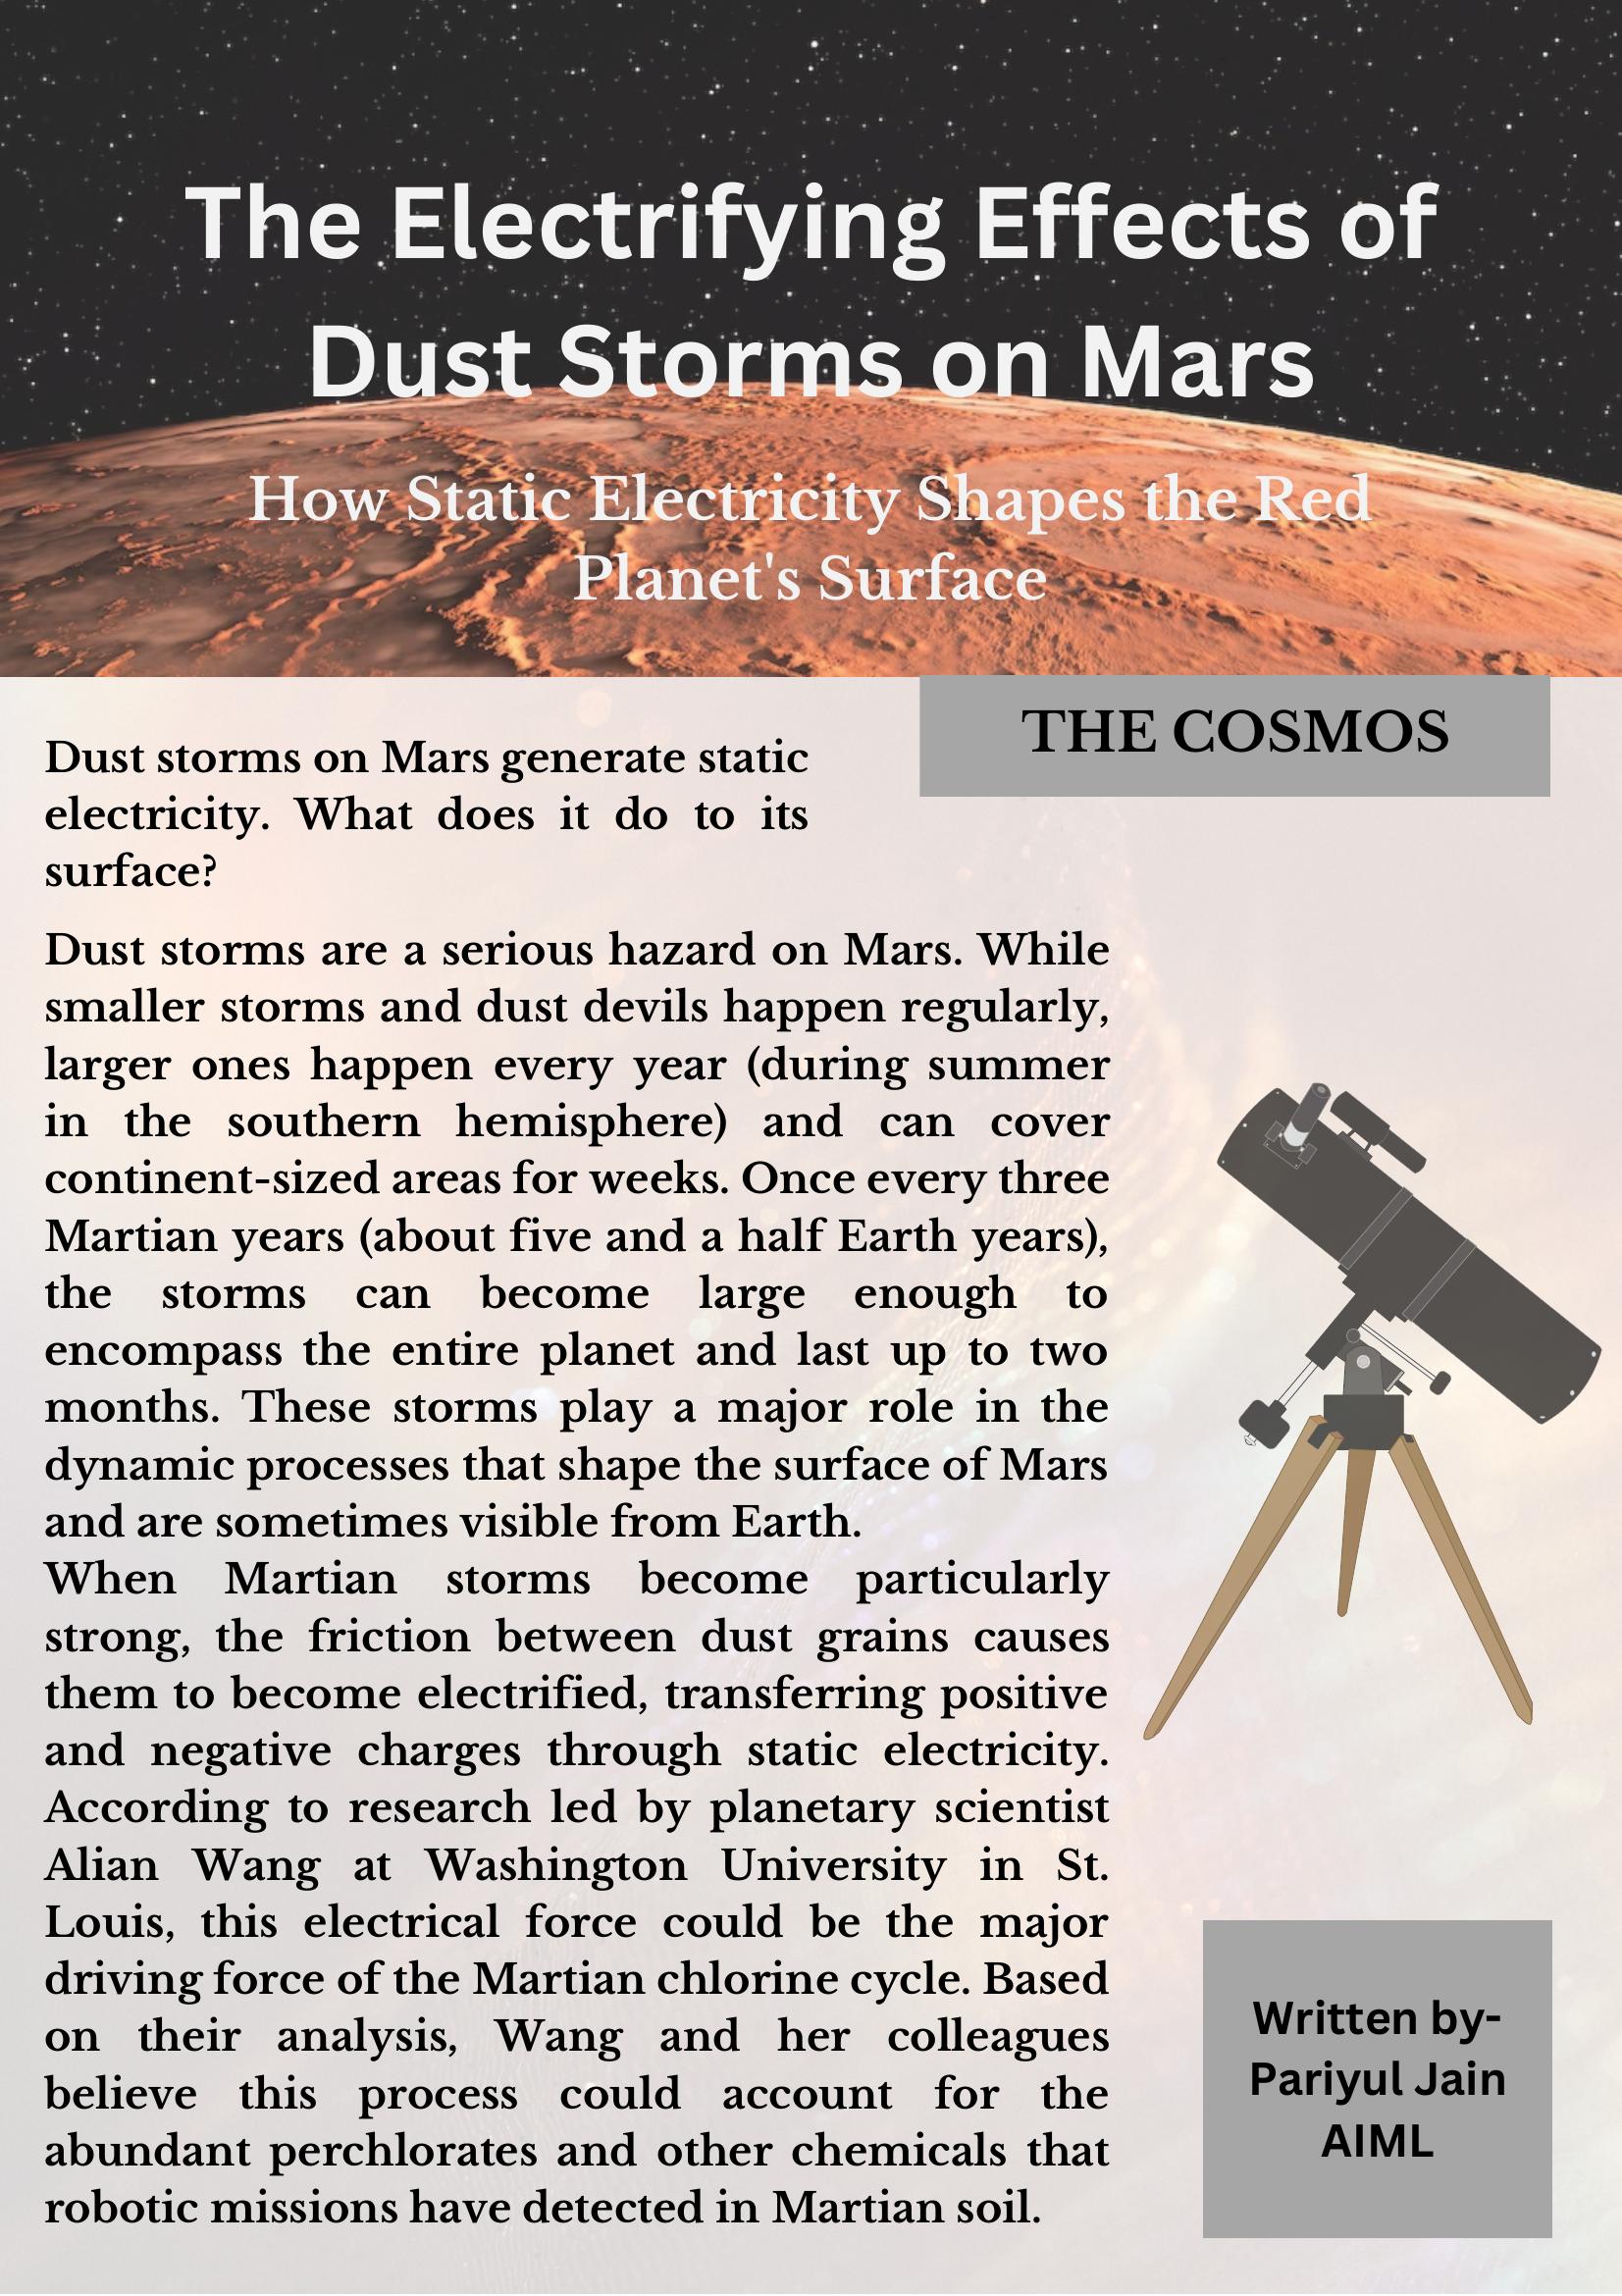 The Electrifying Effects of
Dust Storms on Mars
How Static Electricity Shapes the Red
Planet's Surface
THE COSMOS
Dust storms on Mars generate static
electricity. What does it do to its
surface?
Dust storms are a serious hazard on Mars. While
smaller storms and dust devils happen regularly,
larger ones happen every year (during summer
in the southern hemisphere) and can cover
continent-sized areas for weeks. Once every three
Martian years (about five and a half Earth years),
the storms can become large enough to
encompass the entire planet and last up to two
months. These storms play a major role in the
dynamic processes that shape the surface of Mars
and are sometimes visible from Earth.
When Martian storms become particularly
strong, the friction between dust grains causes
them to become electrified, transferring positive
and negative charges through static electricity.
According to research led by planetary scientist
Alian Wang at Washington University in St.
Louis, this electrical force could be the major
driving force of the Martian chlorine cycle. Based
on their analysis, Wang and her colleagues
believe this process could account for the
abundant perchlorates and other chemicals that
robotic missions have detected in Martian soil.
Written by-
Pariyul Jain
AIML